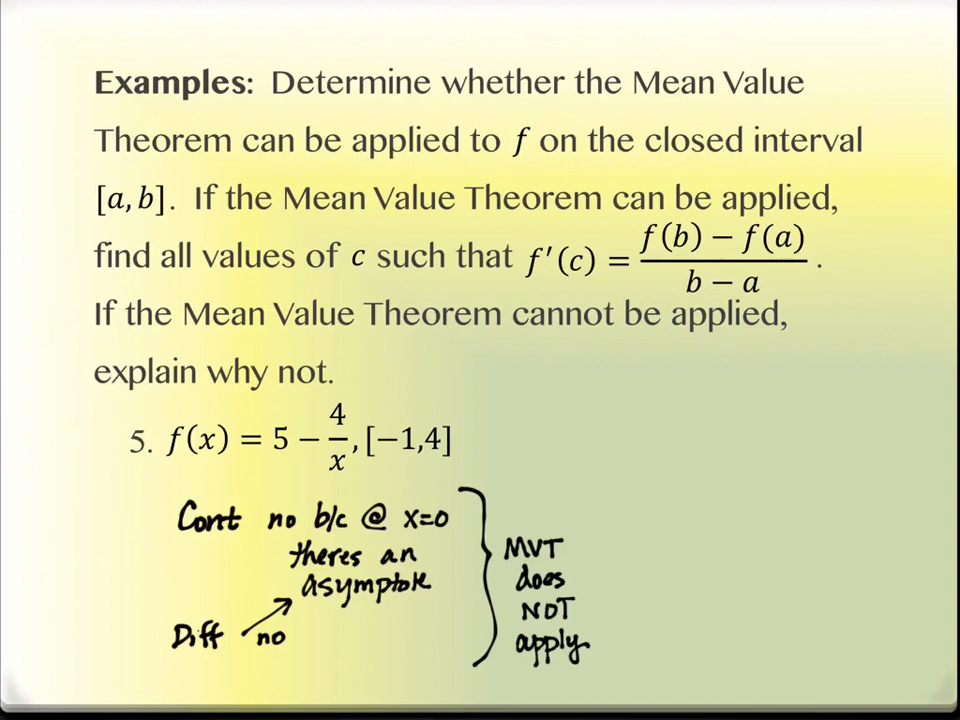 Examples: Determine whether the Mean Value
Theorem can be applied to f on the closed interval
[a, b]. If the Mean Value Theorem can be applied,
find all values of c such that f′(c) = \frac{f(b) − f(a)}{b − a}.
If the Mean Value Theorem cannot be applied,
explain why not.
5. f(x) = 5 − \frac{4}{x}, [−1,4]
Cont no b/c @ x=0
theres an
asymptote
Diff no
MVT
does
NOT
apply